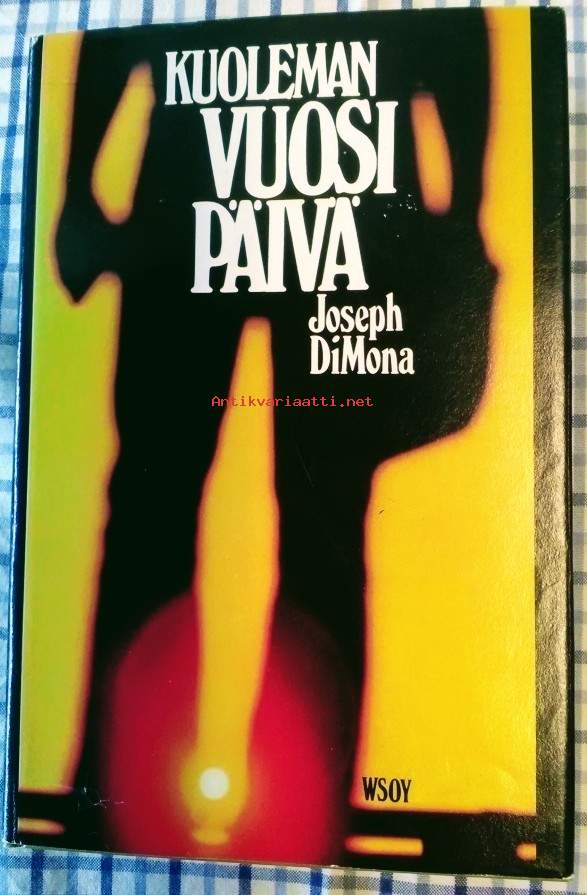 KUOLEMAN
VUOSI
PÄIVÄ
Joseph
DiMona
Antikvariaatti.net
WSOY